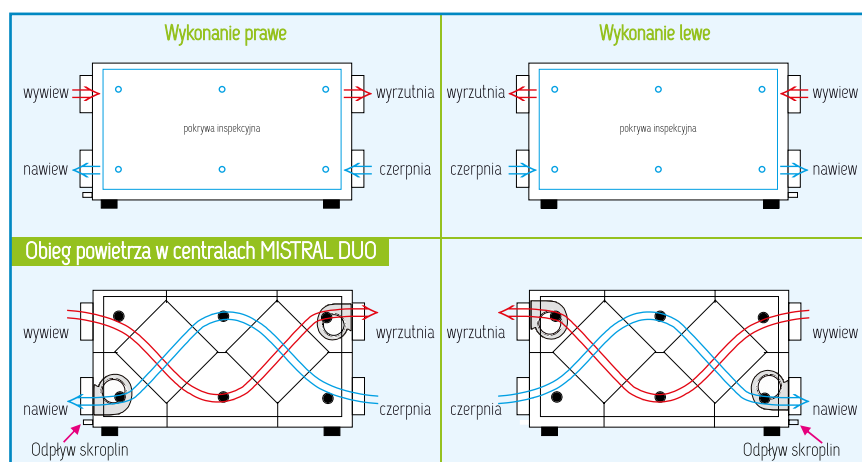 Wykonanie prawe
wywiew
wyrzutnia
pokrywa inspekcyjna
nawiew
czerpnia
Wykonanie lewe
wyrzutnia
wywiew
pokrywa inspekcyjna
czerpnia
nawiew
Obieg powietrza w centralach MISTRAL DUO
wywiew
wyrzutnia
nawiew
czerpnia
Odpływ skroplin
wyrzutnia
wywiew
czerpnia
nawiew
Odpływ skroplin